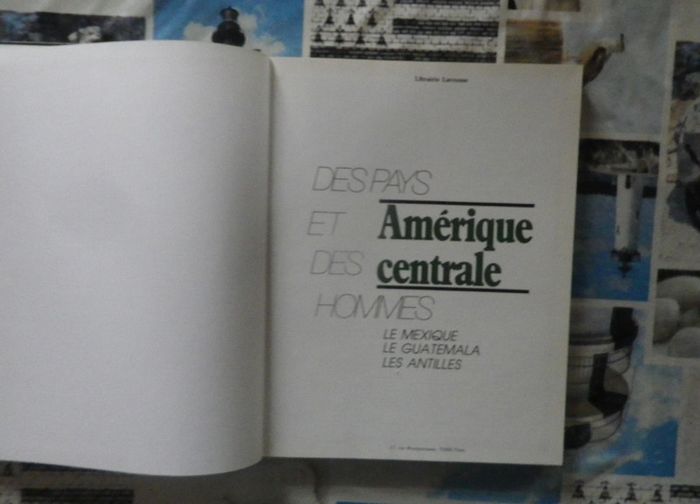 Librairie Larousse
DES PAYS
ET
DES
HOMMES
Amérique
centrale
LE MEXIQUE
LE GUATEMALA
LES ANTILLES